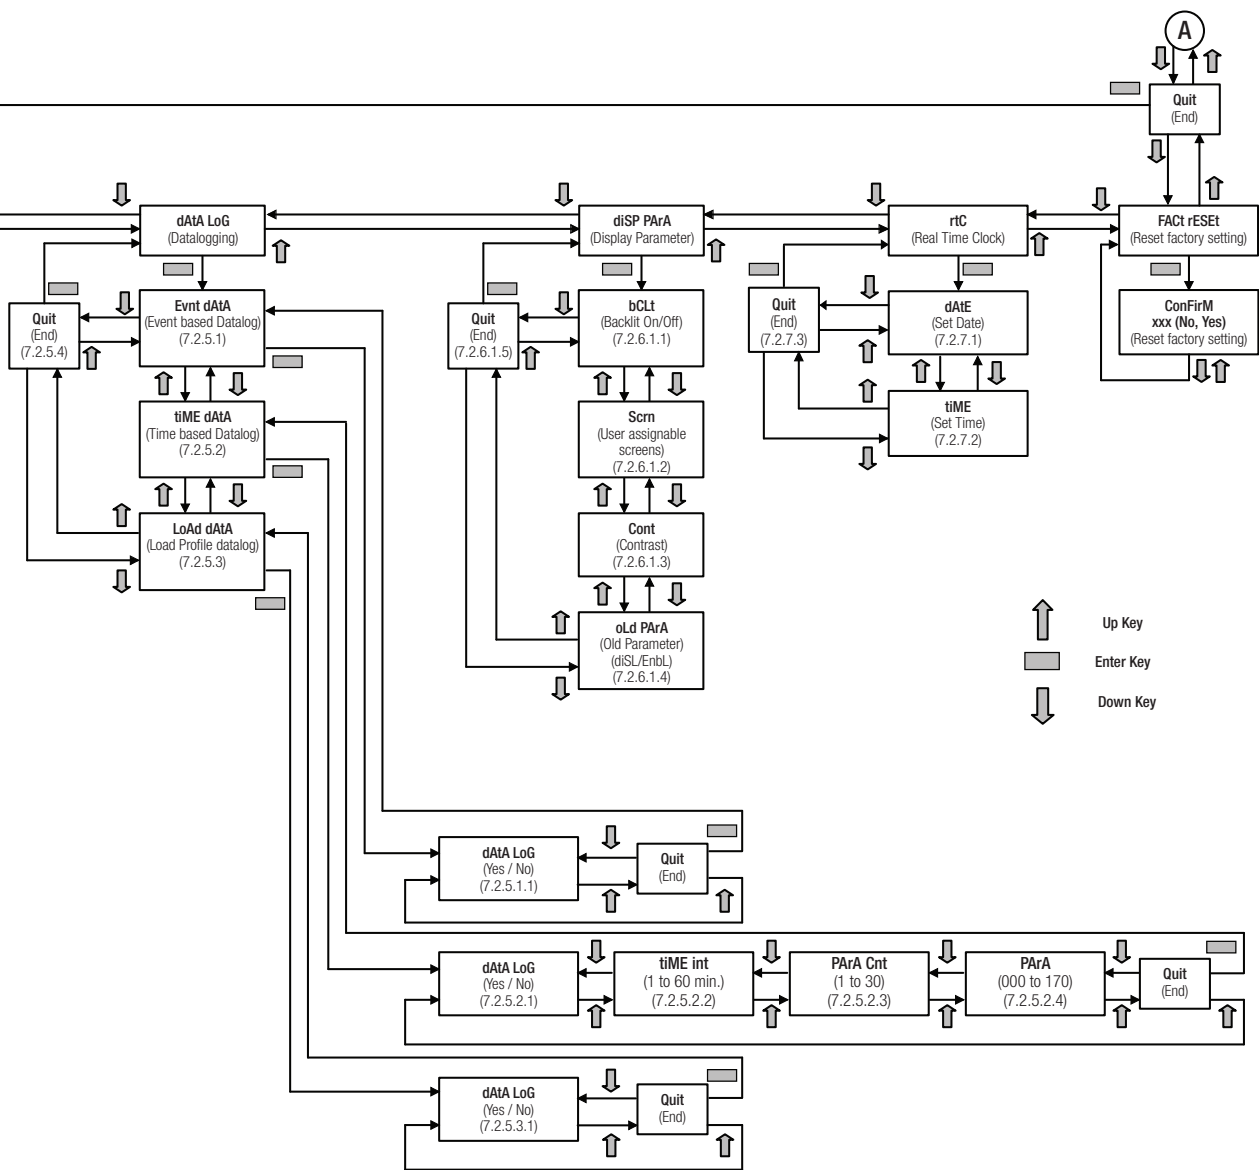 A
Quit
(End)
dAtA LoG
(Datalogging)
diSP PArA
(Display Parameter)
rtC
(Real Time Clock)
FACt rESEt
(Reset factory setting)
Quit
(End)
(7.2.5.4)
Evnt dAtA
(Event based Datalog)
(7.2.5.1)
Quit
(End)
(7.2.6.1.5)
bCLt
(Backlit On/Off)
(7.2.6.1.1)
Quit
(End)
(7.2.7.3)
dAtE
(Set Date)
(7.2.7.1)
ConFirM
xxx (No, Yes)
(Reset factory setting)
tiME dAtA
(Time based Datalog)
(7.2.5.2)
Scrn
(User assignable
screens)
(7.2.6.1.2)
tiME
(Set Time)
(7.2.7.2)
LoAd dAtA
(Load Profile datalog)
(7.2.5.3)
Cont
(Contrast)
(7.2.6.1.3)
oLd PArA
(Old Parameter)
(diSL/EnbL)
(7.2.6.1.4)
Up Key
Enter Key
Down Key
dAtA LoG
(Yes / No)
(7.2.5.1.1)
Quit
(End)
dAtA LoG
(Yes / No)
(7.2.5.2.1)
tiME int
(1 to 60 min.)
(7.2.5.2.2)
PArA Cnt
(1 to 30)
(7.2.5.2.3)
PArA
(000 to 170)
(7.2.5.2.4)
Quit
(End)
dAtA LoG
(Yes / No)
(7.2.5.3.1)
Quit
(End)